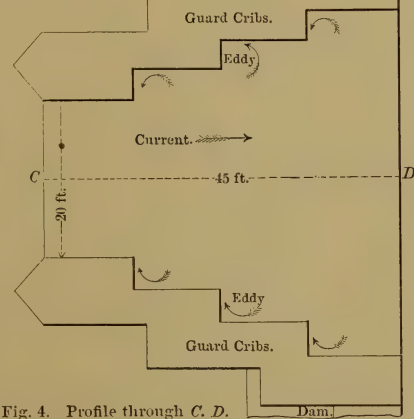 Guard Cribs.
Eddy
Current.
C
45 ft.
D
20 ft.
Eddy
Guard Cribs.
Fig. 4. Profile through C. D.
Dam.